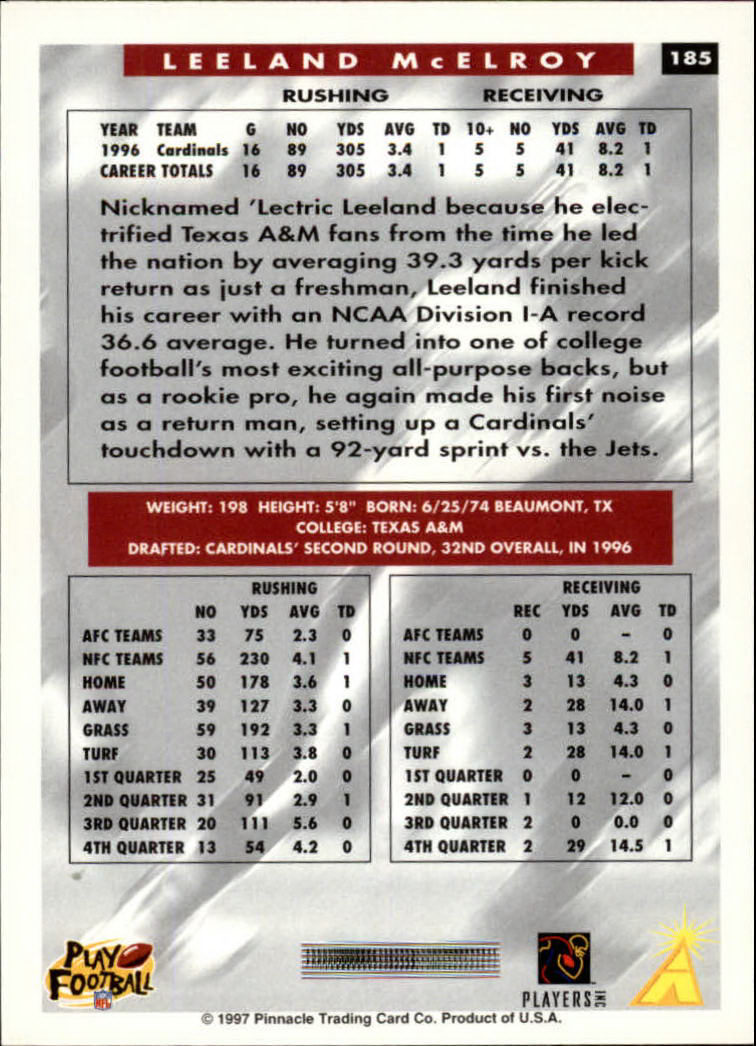 LEELAND McELROY 185
RUSHING RECEIVING
YEAR TEAM G NO YDS AVG TD 10+ NO YDS AVG TD
1996 Cardinals 16 89 305 3.4 1 5 5 41 8.2 1
CAREER TOTALS 16 89 305 3.4 1 5 5 41 8.2 1
Nicknamed 'Lectric Leeland because he elec-
trified Texas A&M fans from the time he led
the nation by averaging 39.3 yards per kick
return as just a freshman, Leeland finished
his career with an NCAA Division I-A record
36.6 average. He turned into one of college
football's most exciting all-purpose backs, but
as a rookie pro, he again made his first noise
as a return man, setting up a Cardinals'
touchdown with a 92-yard sprint vs. the Jets.
WEIGHT: 198 HEIGHT: 5'8" BORN: 6/25/74 BEAUMONT, TX
COLLEGE: TEXAS A&M
DRAFTED: CARDINALS' SECOND ROUND, 32ND OVERALL, IN 1996
RUSHING
NO YDS AVG TD
AFC TEAMS 33 75 2.3 0
NFC TEAMS 56 230 4.1 1
HOME 50 178 3.6 1
AWAY 39 127 3.3 0
GRASS 59 192 3.3 1
TURF 30 113 3.8 0
1ST QUARTER 25 49 2.0 0
2ND QUARTER 31 91 2.9 1
3RD QUARTER 20 111 5.6 0
4TH QUARTER 13 54 4.2 0
RECEIVING
REC YDS AVG TD
AFC TEAMS 0 0 – 0
NFC TEAMS 5 41 8.2 1
HOME 3 13 4.3 0
AWAY 2 28 14.0 1
GRASS 3 13 4.3 0
TURF 2 28 14.0 1
1ST QUARTER 0 0 – 0
2ND QUARTER 1 12 12.0 0
3RD QUARTER 2 0 0.0 0
4TH QUARTER 2 29 14.5 1
PLAY
FOOTBALL
NFL
PLAYERS INC
© 1997 Pinnacle Trading Card Co. Product of U.S.A.